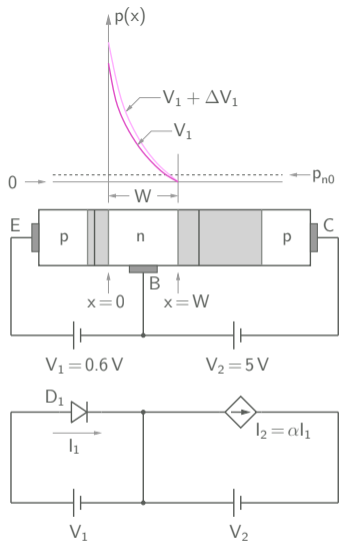 p(x)
V₁ + ΔV₁
V₁
0
pₙ₀
W
E
p
n
p
C
B
x = 0
x = W
V₁ = 0.6 V
V₂ = 5 V
D₁
I₁
I₂ = αI₁
V₁
V₂